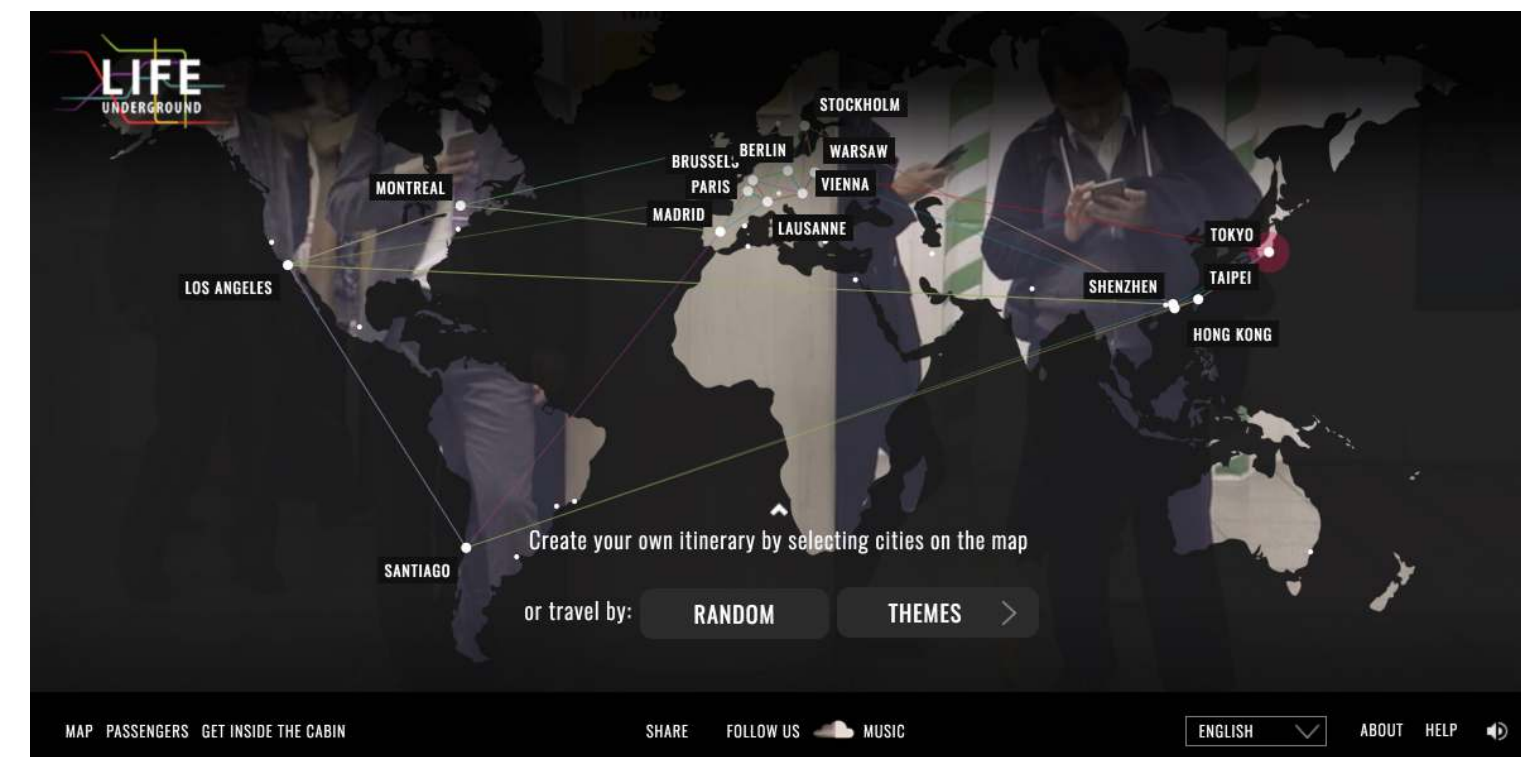 LIFE
UNDERGROUND
STOCKHOLM
BERLIN
WARSAW
BRUSSELS
PARIS
VIENNA
MONTREAL
MADRID
LAUSANNE
TOKYO
LOS ANGELES
SHENZHEN
TAIPEI
HONG KONG
Create your own itinerary by selecting cities on the map
SANTIAGO
or travel by:
RANDOM
THEMES
MAP PASSENGERS GET INSIDE THE CABIN
SHARE FOLLOW US MUSIC
ENGLISH
ABOUT HELP